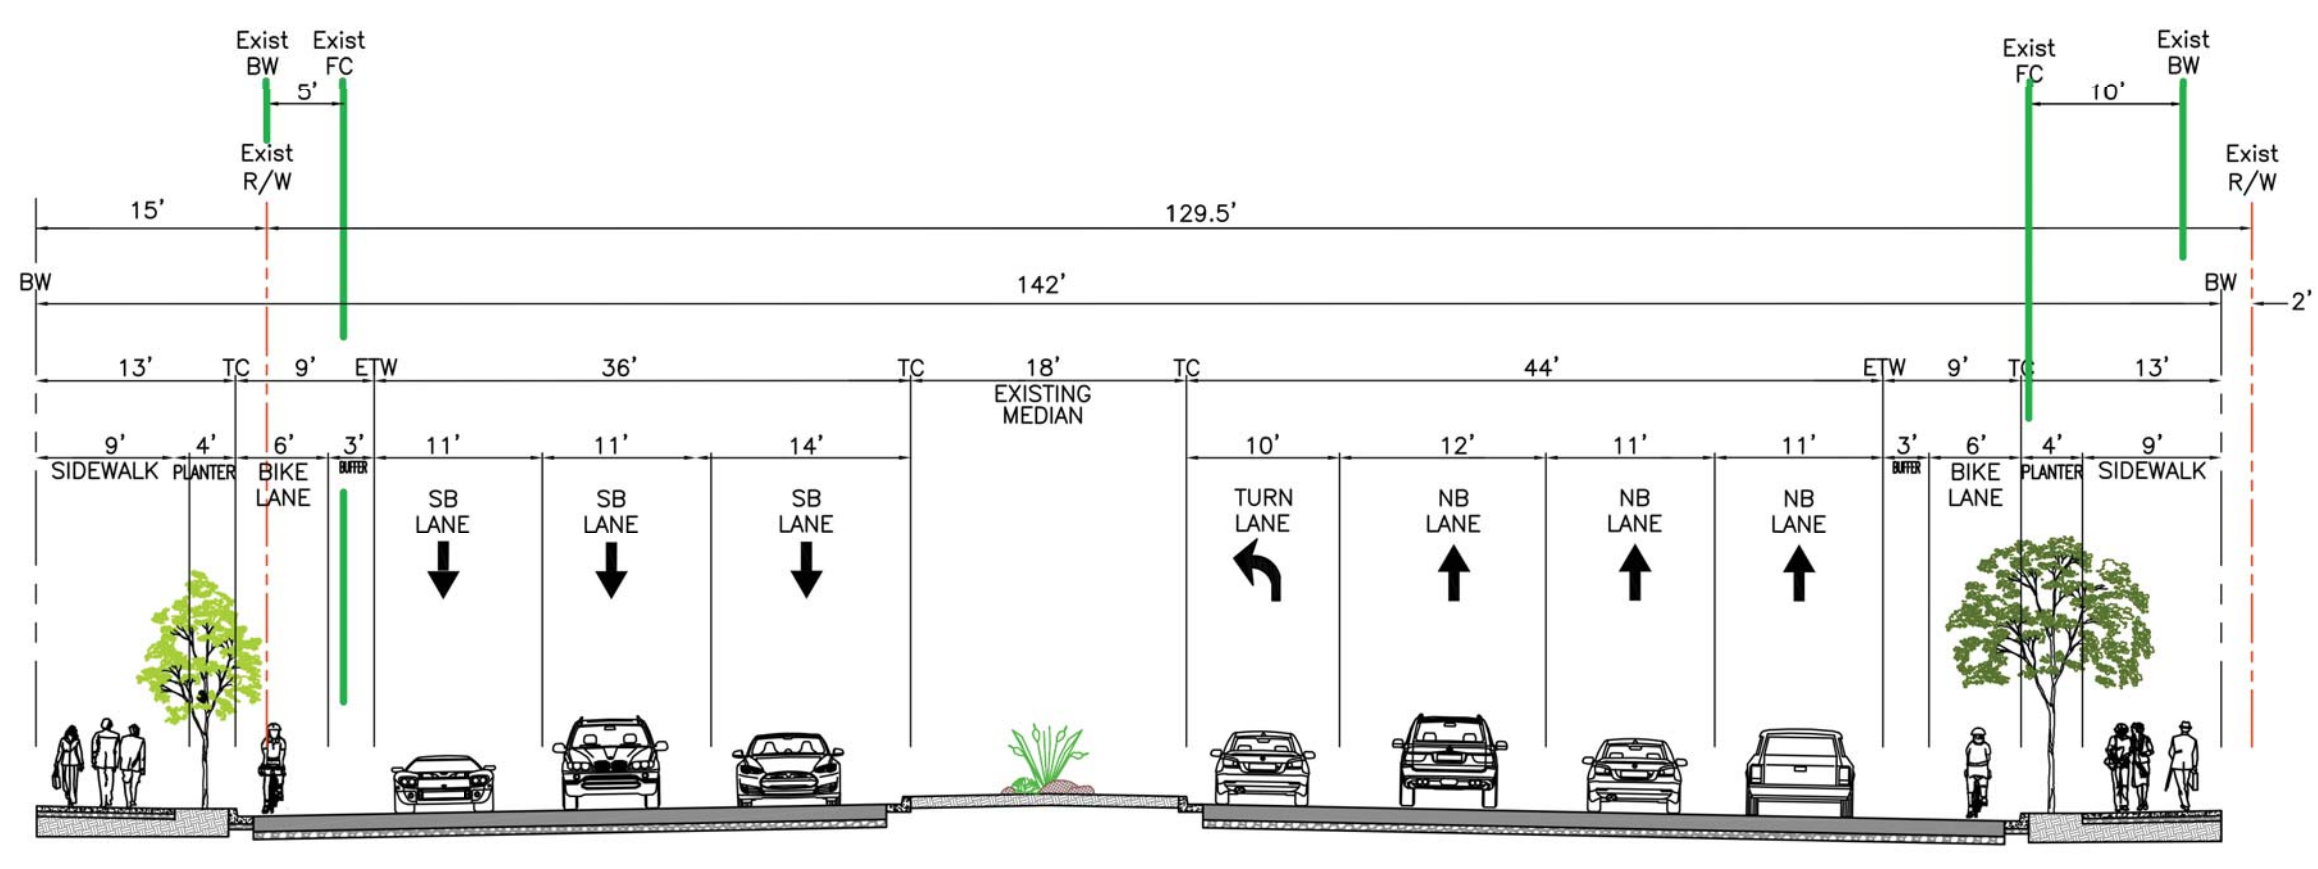 Exist Exist
BW FC
5'
Exist
R/W
Exist
FC
Exist
BW
10'
Exist
R/W
15' 129.5'
BW 142' BW 2'
13' TC 9' ETW 36' TC 18' TC 44' ETW 9' TC 13'
EXISTING
MEDIAN
9' 4' 6' 3' 11' 11' 14' 10' 12' 11' 11' 3' 6' 4' 9'
SIDEWALK PLANTER BIKE BUFFER BUFFER BIKE PLANTER SIDEWALK
LANE LANE
SB SB SB TURN NB NB NB
LANE LANE LANE LANE LANE LANE LANE